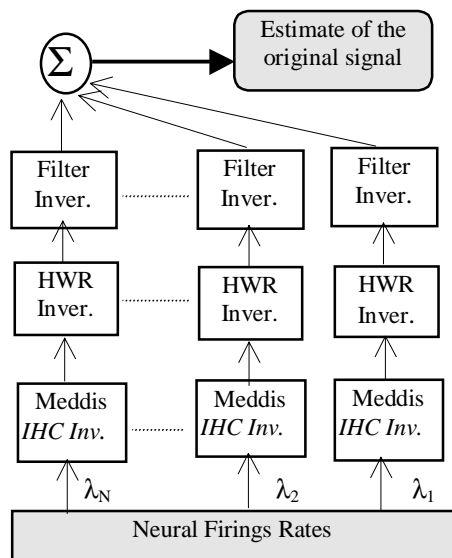 Estimate of the
original signal
Σ
Filter
Inver.
Filter
Inver.
Filter
Inver.
HWR
Inver.
HWR
Inver.
HWR
Inver.
Meddis
IHC Inv.
Meddis
IHC Inv.
Meddis
IHC Inv.
λN
λ2
λ1
Neural Firings Rates